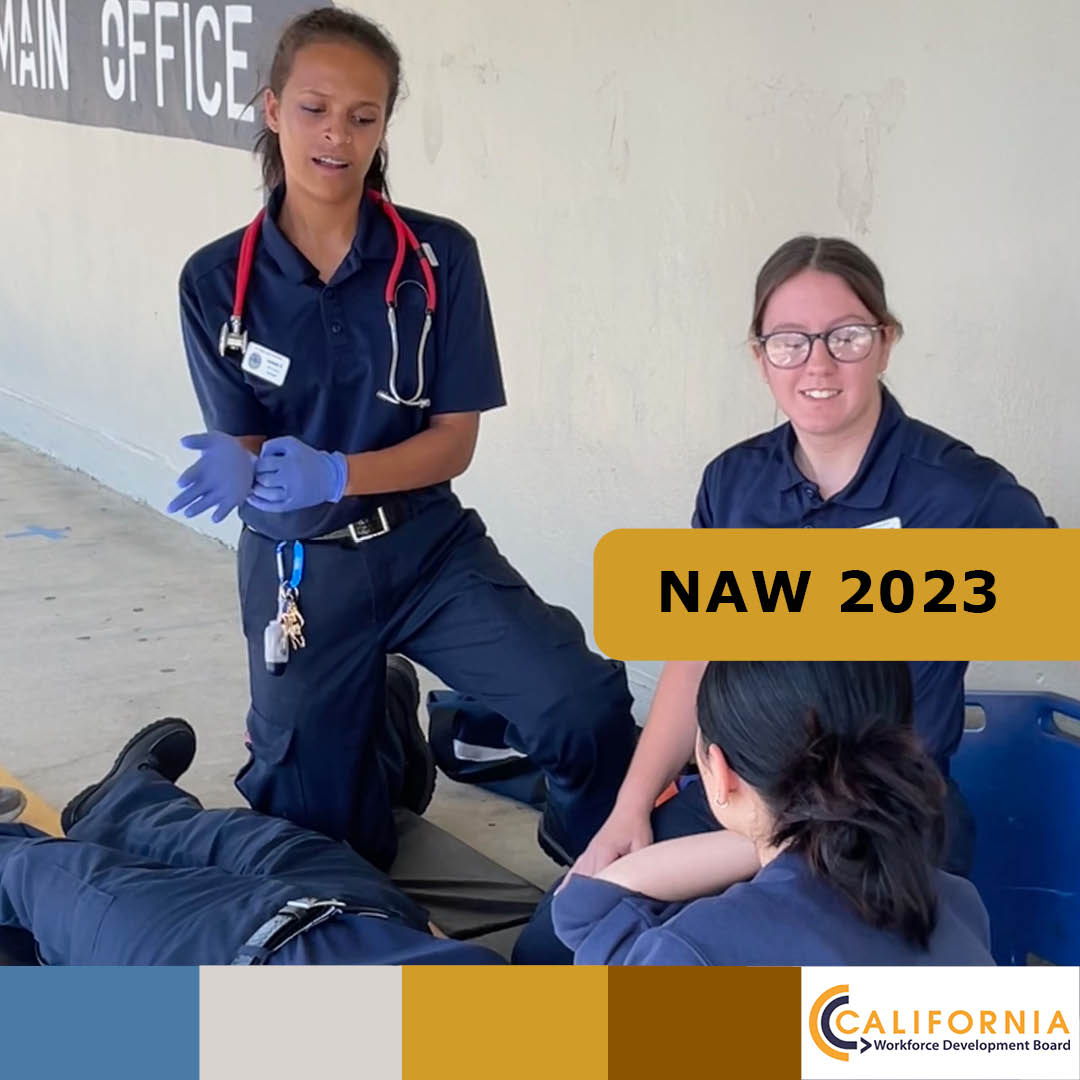 MAIN OFFICE
NAW 2023
CALIFORNIA
Workforce Development Board